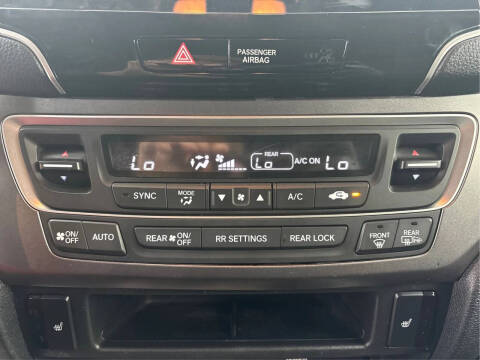 PASSENGER
AIRBAG
REAR
Lo Lo A/C ON Lo
SYNC MODE A/C
ON/OFF AUTO REAR ON/OFF RR SETTINGS REAR LOCK FRONT REAR